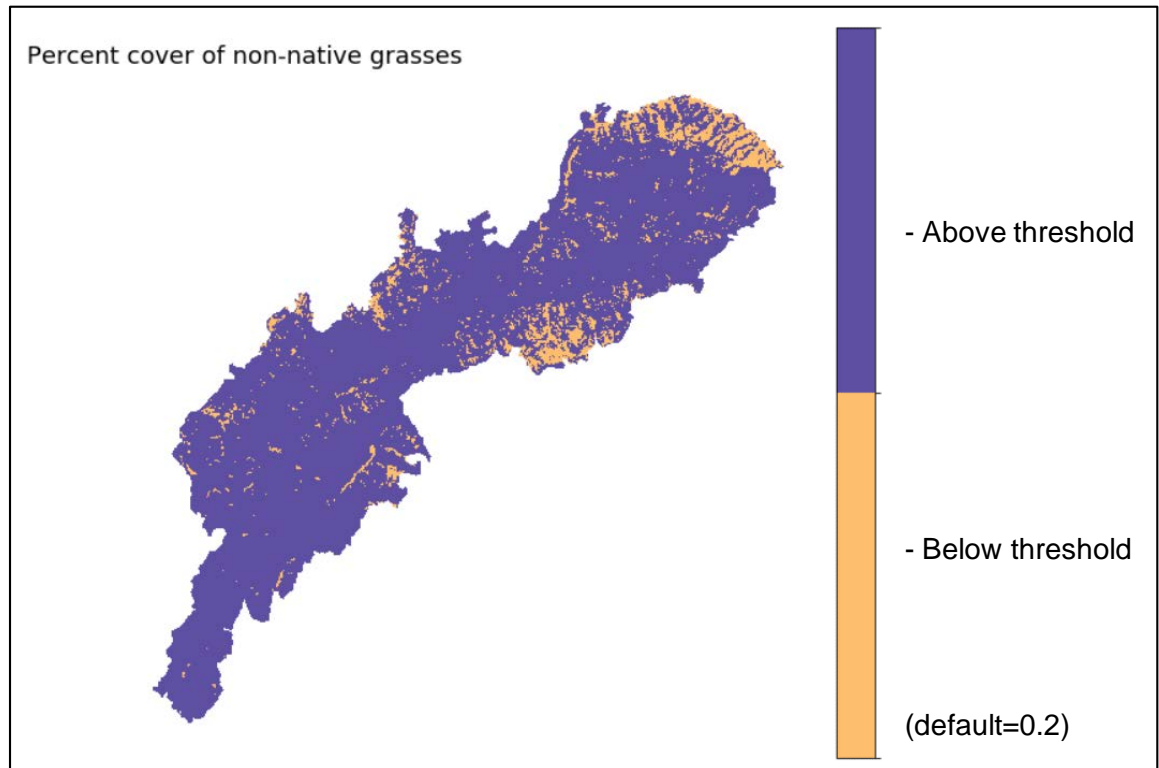 Percent cover of non-native grasses
- Above threshold
- Below threshold
(default=0.2)